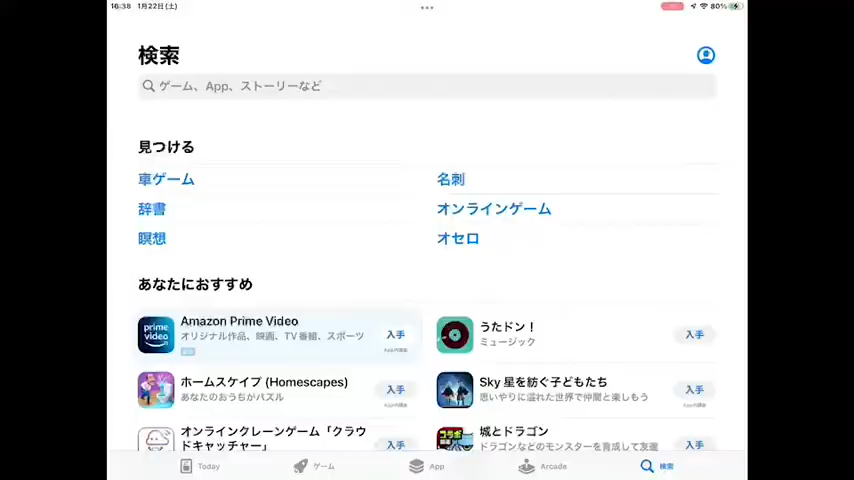 16:38 1月22日(土)
80%
検索
ゲーム、App、ストーリーなど
見つける
車ゲーム
名刺
辞書
オンラインゲーム
瞑想
オセロ
あなたにおすすめ
prime video
Amazon Prime Video
オリジナル作品、映画、TV番組、スポーツ
入手
うたドン！
ミュージック
入手
ホームスケイプ (Homescapes)
あなたのおうちがパズル
入手
Sky 星を紡ぐ子どもたち
思いやりに溢れた世界で仲間と楽しもう
入手
オンラインクレーンゲーム「クラウ
ドキャッチャー」
入手
コラボ
城とドラゴン
ドラゴンなどのモンスターを育成して友達
入手
Today
ゲーム
App
Arcade
検索